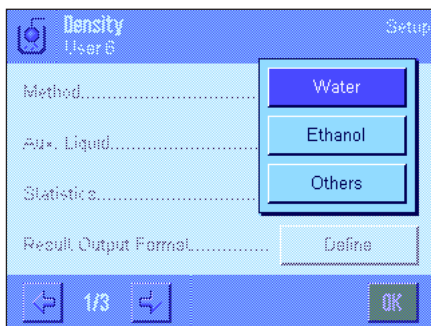 Density
Setup
User 6
Method
Water
Aux. Liquid
Ethanol
Statistics
Others
Result Output Format
Define
1/3
OK